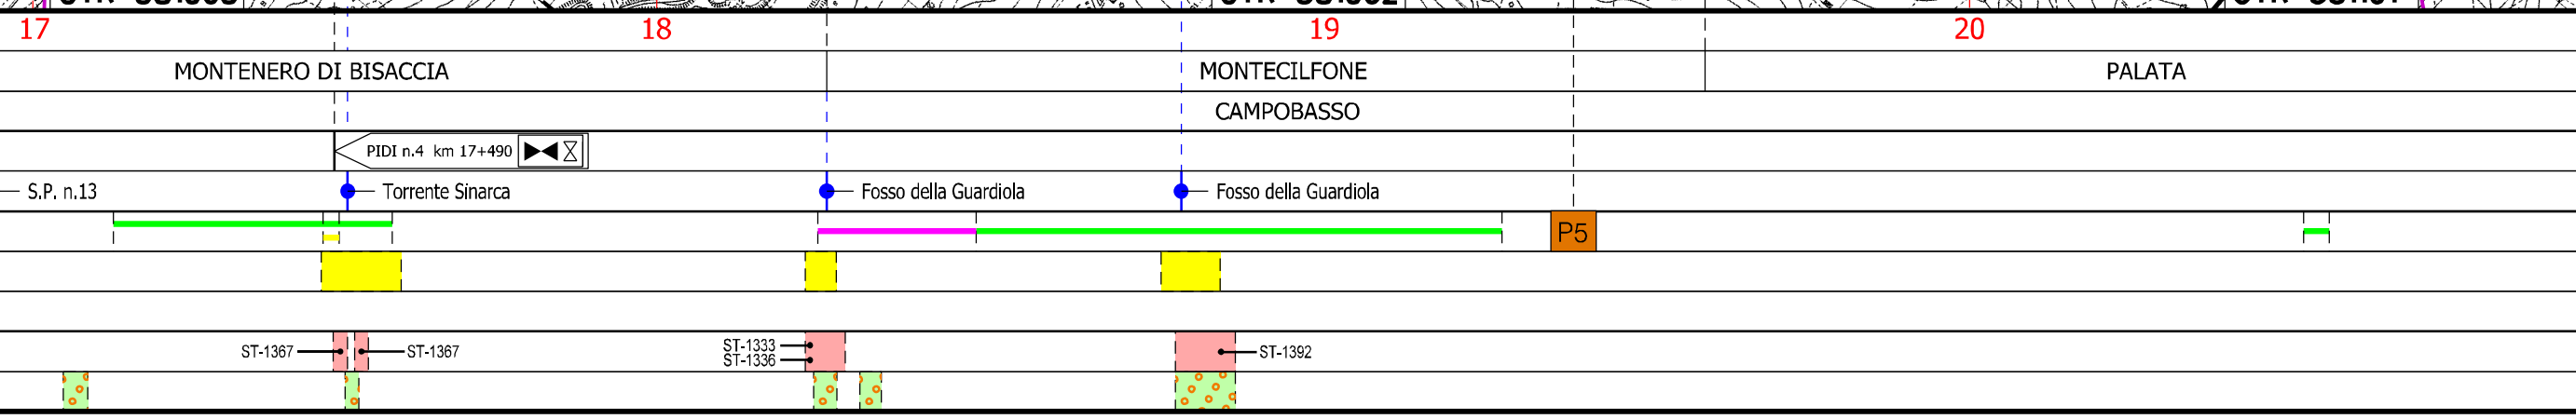 17 18 19 20
MONTENERO DI BISACCIA MONTECILFONE PALATA
CAMPOBASSO
PIDI n.4 km 17+490
S.P. n.13 Torrente Sinarca Fosso della Guardiola Fosso della Guardiola
P5
ST-1367 ST-1367 ST-1333 ST-1392
ST-1336